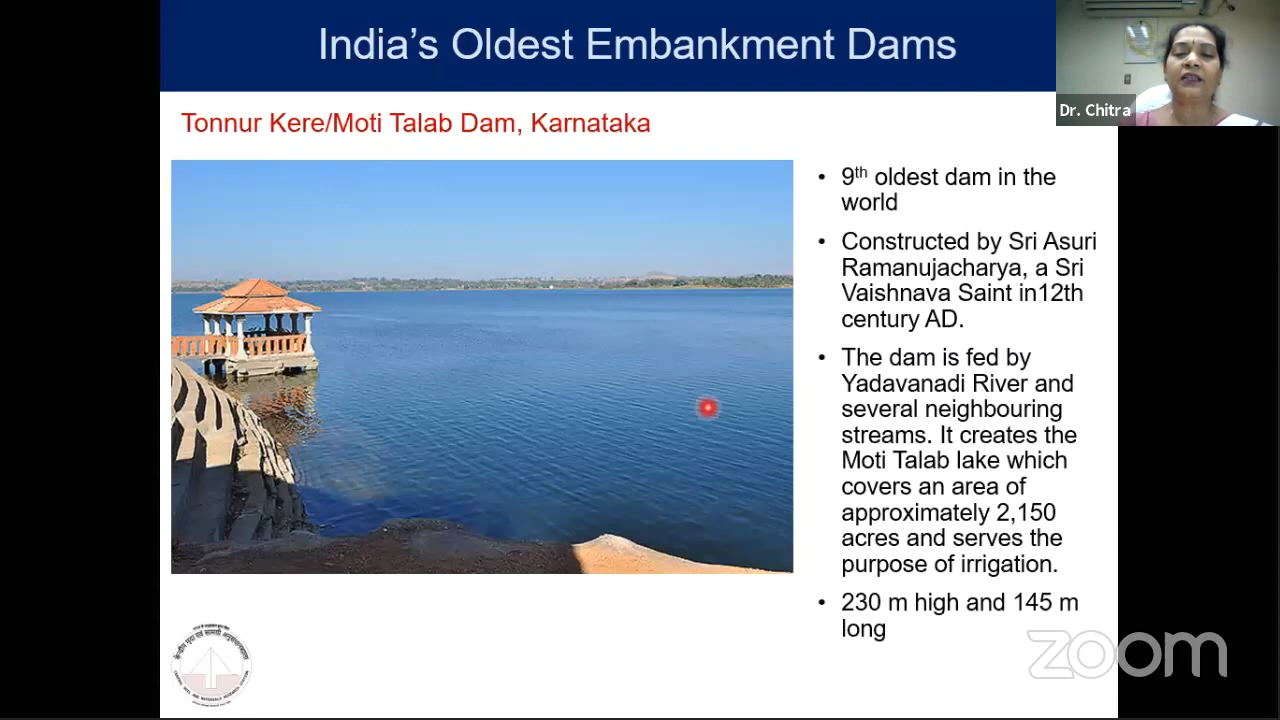 India’s Oldest Embankment Dams
Dr. Chitra
Tonnur Kere/Moti Talab Dam, Karnataka
• 9th oldest dam in the
world
• Constructed by Sri Asuri
Ramanujacharya, a Sri
Vaishnava Saint in12th
century AD.
• The dam is fed by
Yadavanadi River and
several neighbouring
streams. It creates the
Moti Talab lake which
covers an area of
approximately 2,150
acres and serves the
purpose of irrigation.
• 230 m high and 145 m
long
zoom